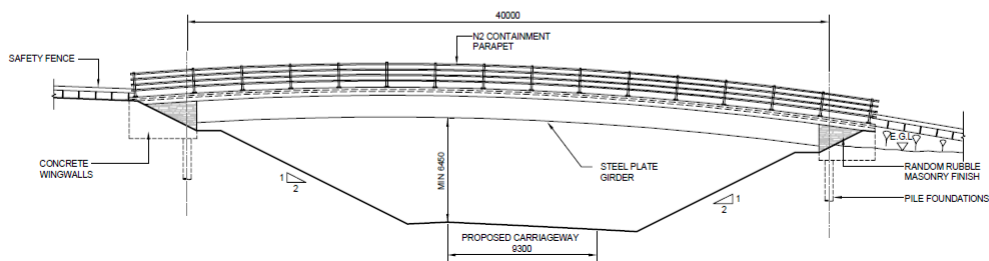 40000
N2 CONTAINMENT
PARAPET
SAFETY FENCE
E.G.L
CONCRETE
WINGWALLS
1
2
MIN 6450
STEEL PLATE
GIRDER
1
2
RANDOM RUBBLE
MASONRY FINISH
PILE FOUNDATIONS
PROPOSED CARRIAGEWAY
9300